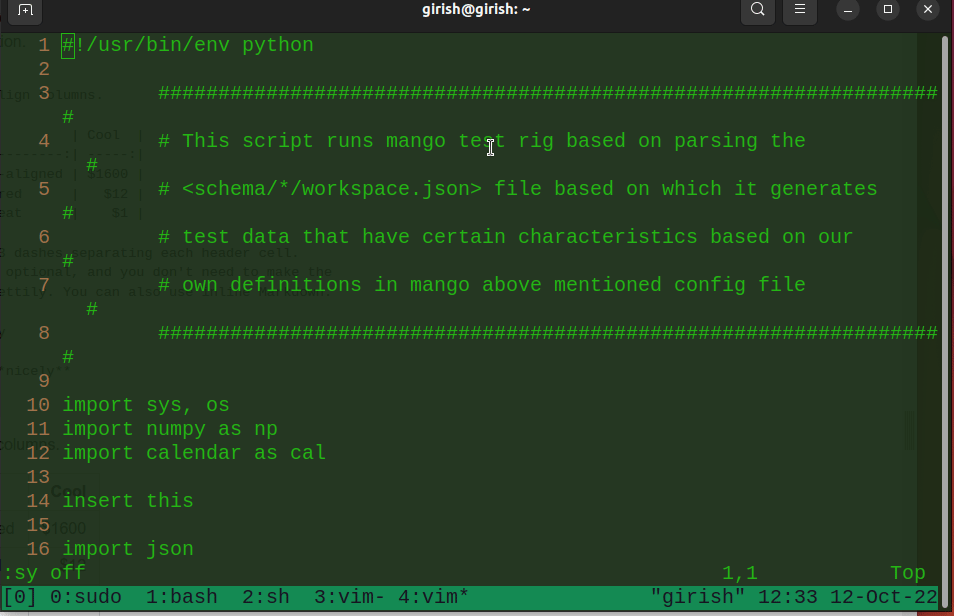 girish@girish: ~
1 #!/usr/bin/env python
2
3 #################################################################
#
4 # This script runs mango test rig based on parsing the
#
5 # <schema/*/workspace.json> file based on which it generates
#
6 # test data that have certain characteristics based on our
#
7 # own definitions in mango above mentioned config file
#
8 #################################################################
#
9
10 import sys, os
11 import numpy as np
12 import calendar as cal
13
14 insert this
15
16 import json
:sy off 1,1 Top
[0] 0:sudo 1:bash 2:sh 3:vim- 4:vim* "girish" 12:33 12-Oct-22